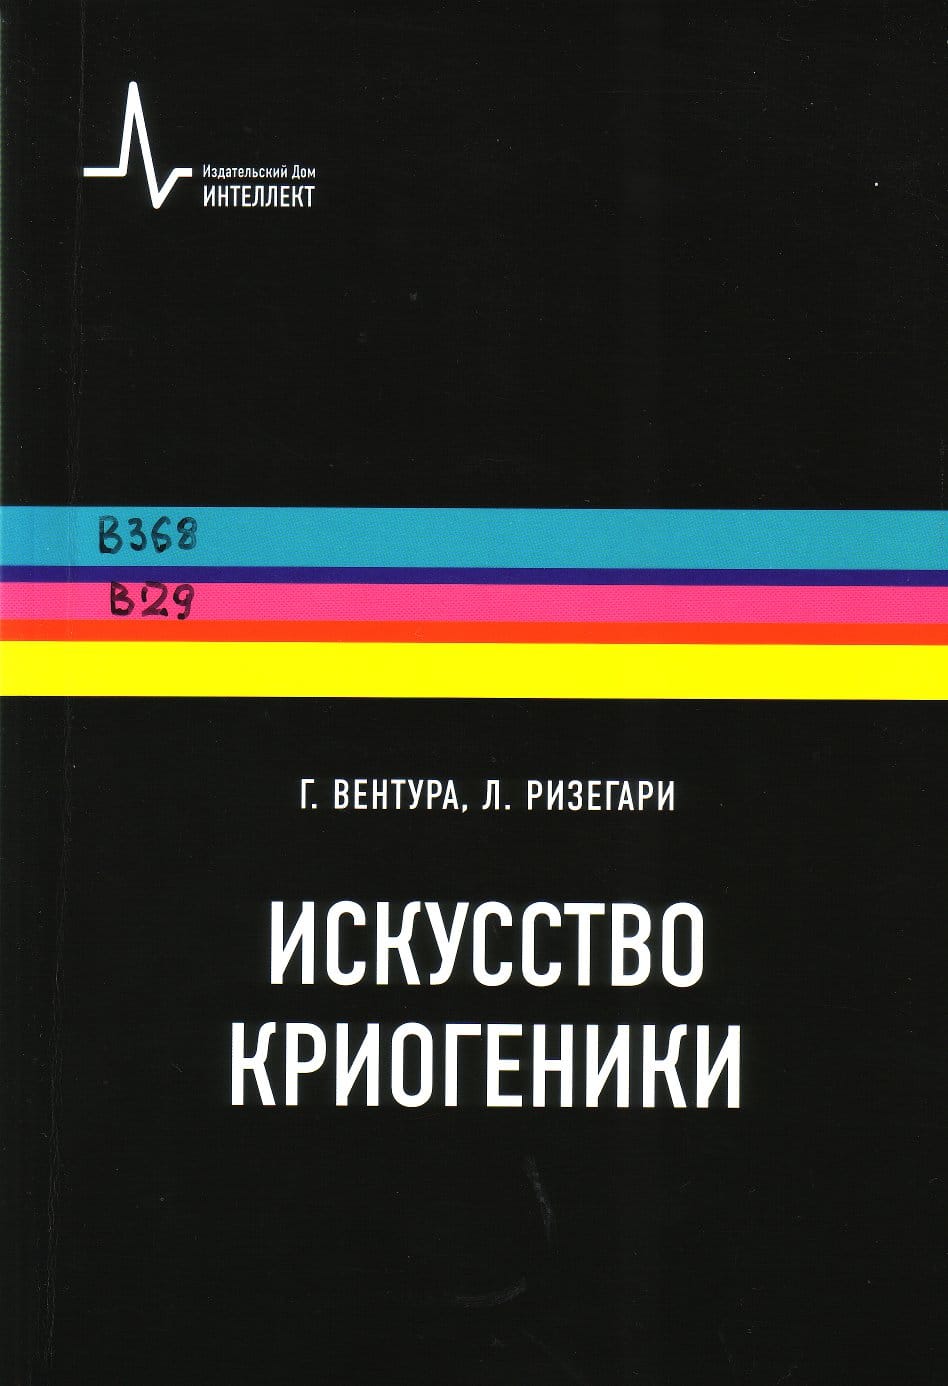 Издательский Дом
ИНТЕЛЛЕКТ
В368
В29
Г. ВЕНТУРА, Л. РИЗЕГАРИ
ИСКУССТВО
КРИОГЕНИКИ